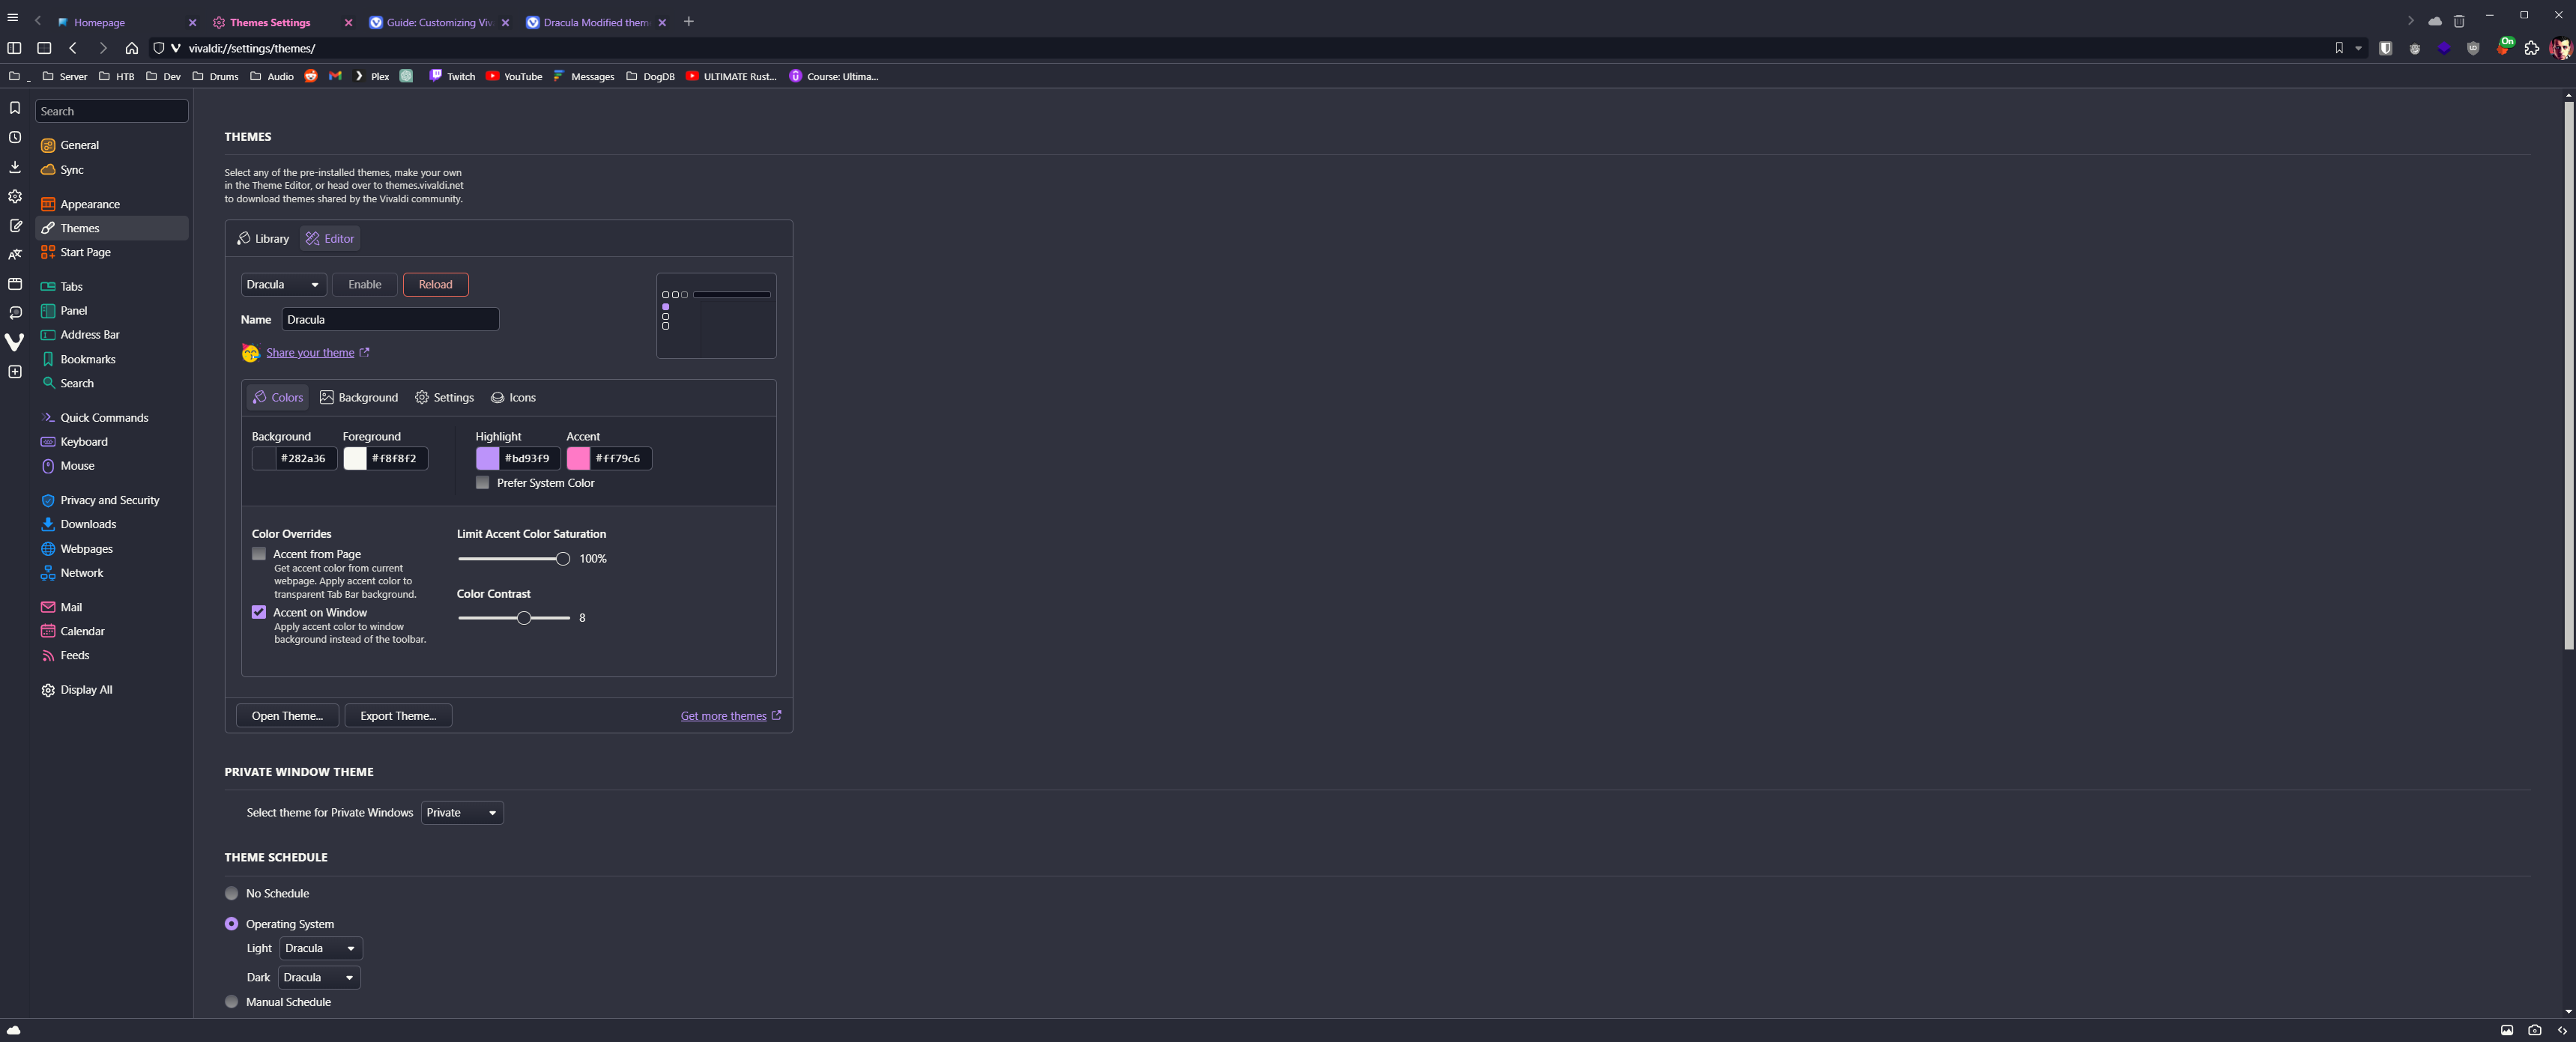 Homepage
Themes Settings
Guide: Customizing Viv
Dracula Modified them
vivaldi://settings/themes/
On
_
Server
HTB
Dev
Drums
Audio
Plex
Twitch
YouTube
Messages
DogDB
ULTIMATE Rust...
Course: Ultima...
Search
General
Sync
Appearance
Themes
Start Page
Tabs
Panel
Address Bar
Bookmarks
Search
Quick Commands
Keyboard
Mouse
Privacy and Security
Downloads
Webpages
Network
Mail
Calendar
Feeds
Display All
THEMES
Select any of the pre-installed themes, make your own
in the Theme Editor, or head over to themes.vivaldi.net
to download themes shared by the Vivaldi community.
Library
Editor
Dracula
Enable
Reload
Name
Dracula
Share your theme
Colors
Background
Settings
Icons
Background
Foreground
Highlight
Accent
#282a36
#f8f8f2
#bd93f9
#ff79c6
Prefer System Color
Color Overrides
Accent from Page
Get accent color from current
webpage. Apply accent color to
transparent Tab Bar background.
Accent on Window
Apply accent color to window
background instead of the toolbar.
Limit Accent Color Saturation
100%
Color Contrast
8
Open Theme...
Export Theme...
Get more themes
PRIVATE WINDOW THEME
Select theme for Private Windows
Private
THEME SCHEDULE
No Schedule
Operating System
Light
Dracula
Dark
Dracula
Manual Schedule